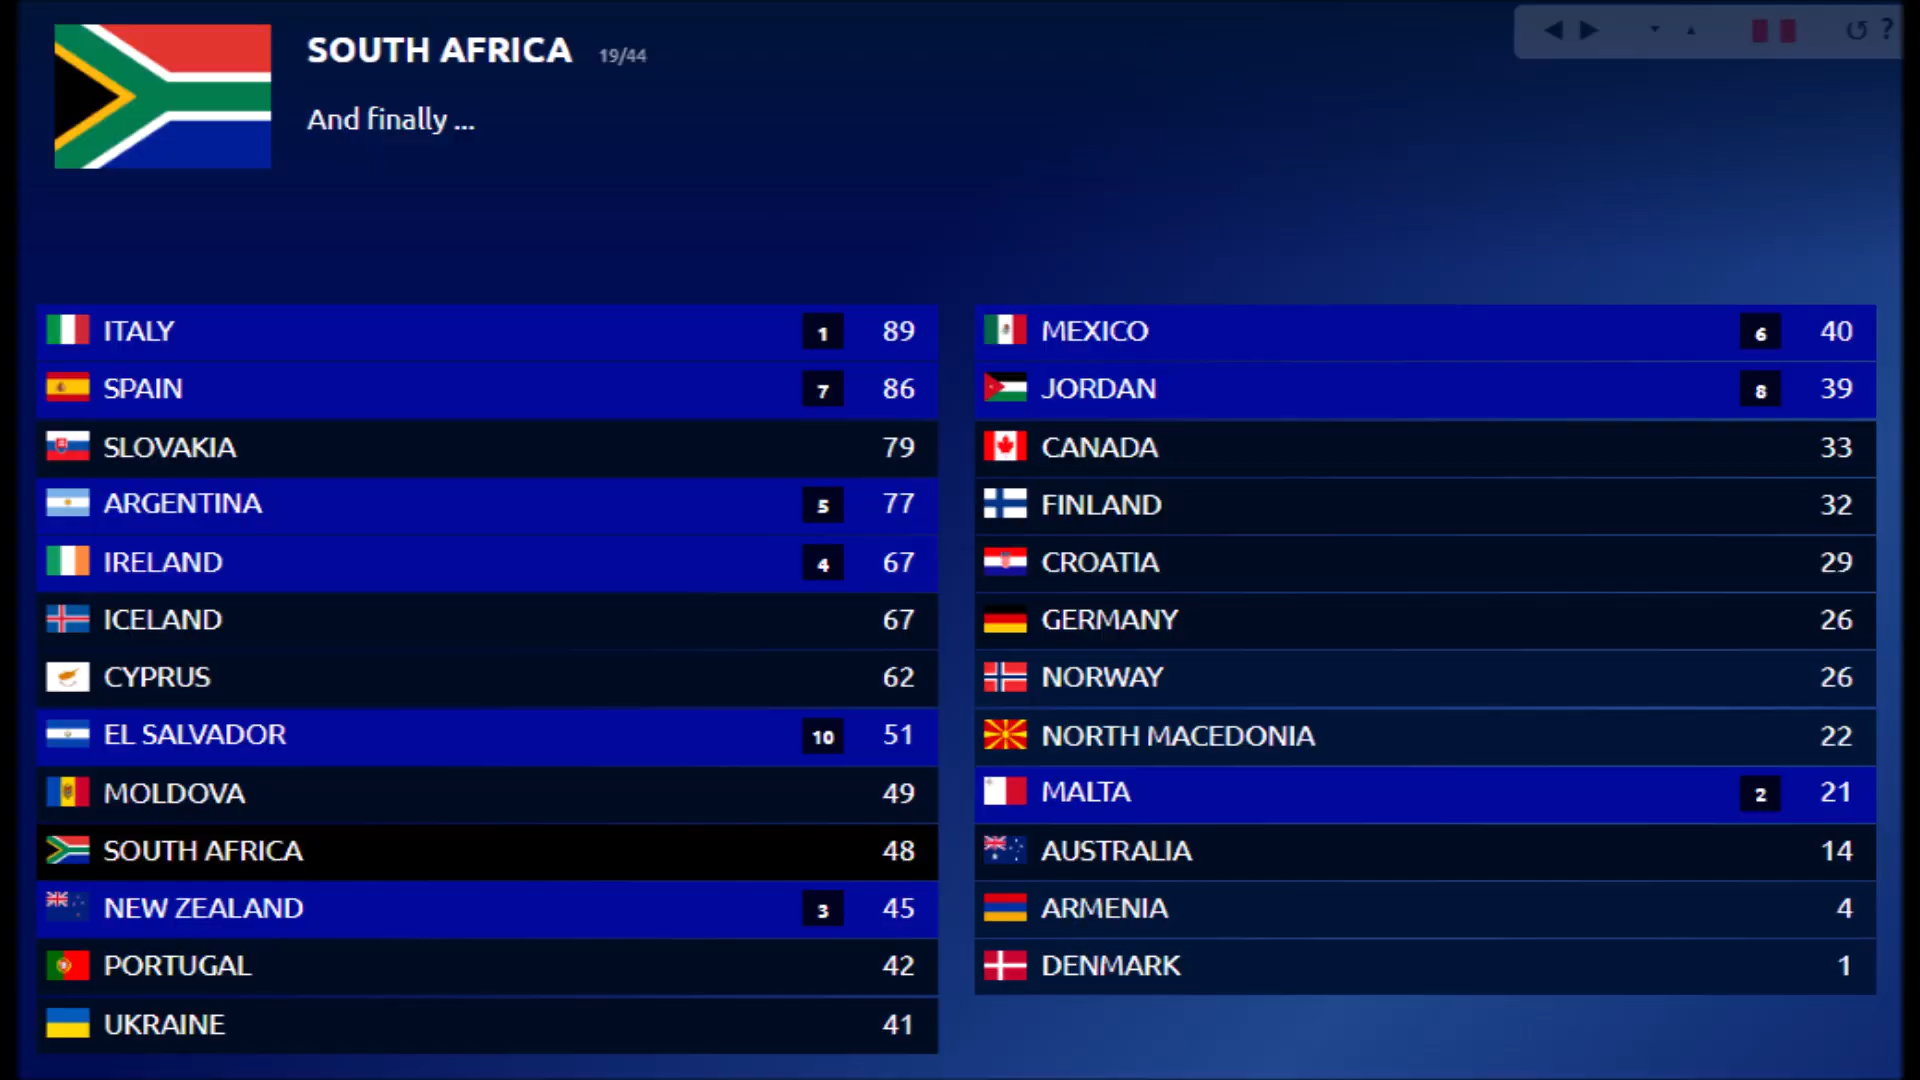 SOUTH AFRICA 19/44
And finally ...
?
ITALY 1 89
SPAIN 7 86
SLOVAKIA 79
ARGENTINA 5 77
IRELAND 4 67
ICELAND 67
CYPRUS 62
EL SALVADOR 10 51
MOLDOVA 49
SOUTH AFRICA 48
NEW ZEALAND 3 45
PORTUGAL 42
UKRAINE 41
MEXICO 6 40
JORDAN 8 39
CANADA 33
FINLAND 32
CROATIA 29
GERMANY 26
NORWAY 26
NORTH MACEDONIA 22
MALTA 2 21
AUSTRALIA 14
ARMENIA 4
DENMARK 1